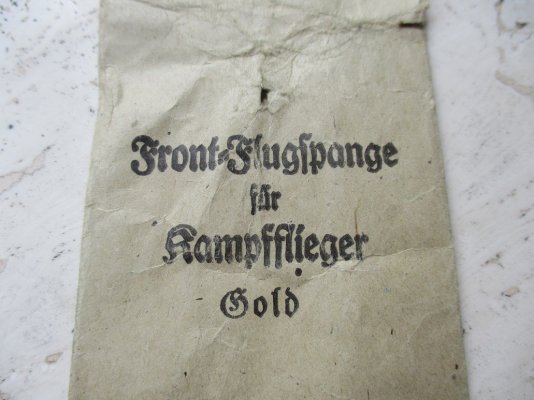 Front-Flugspange
für
Kampfflieger
Gold